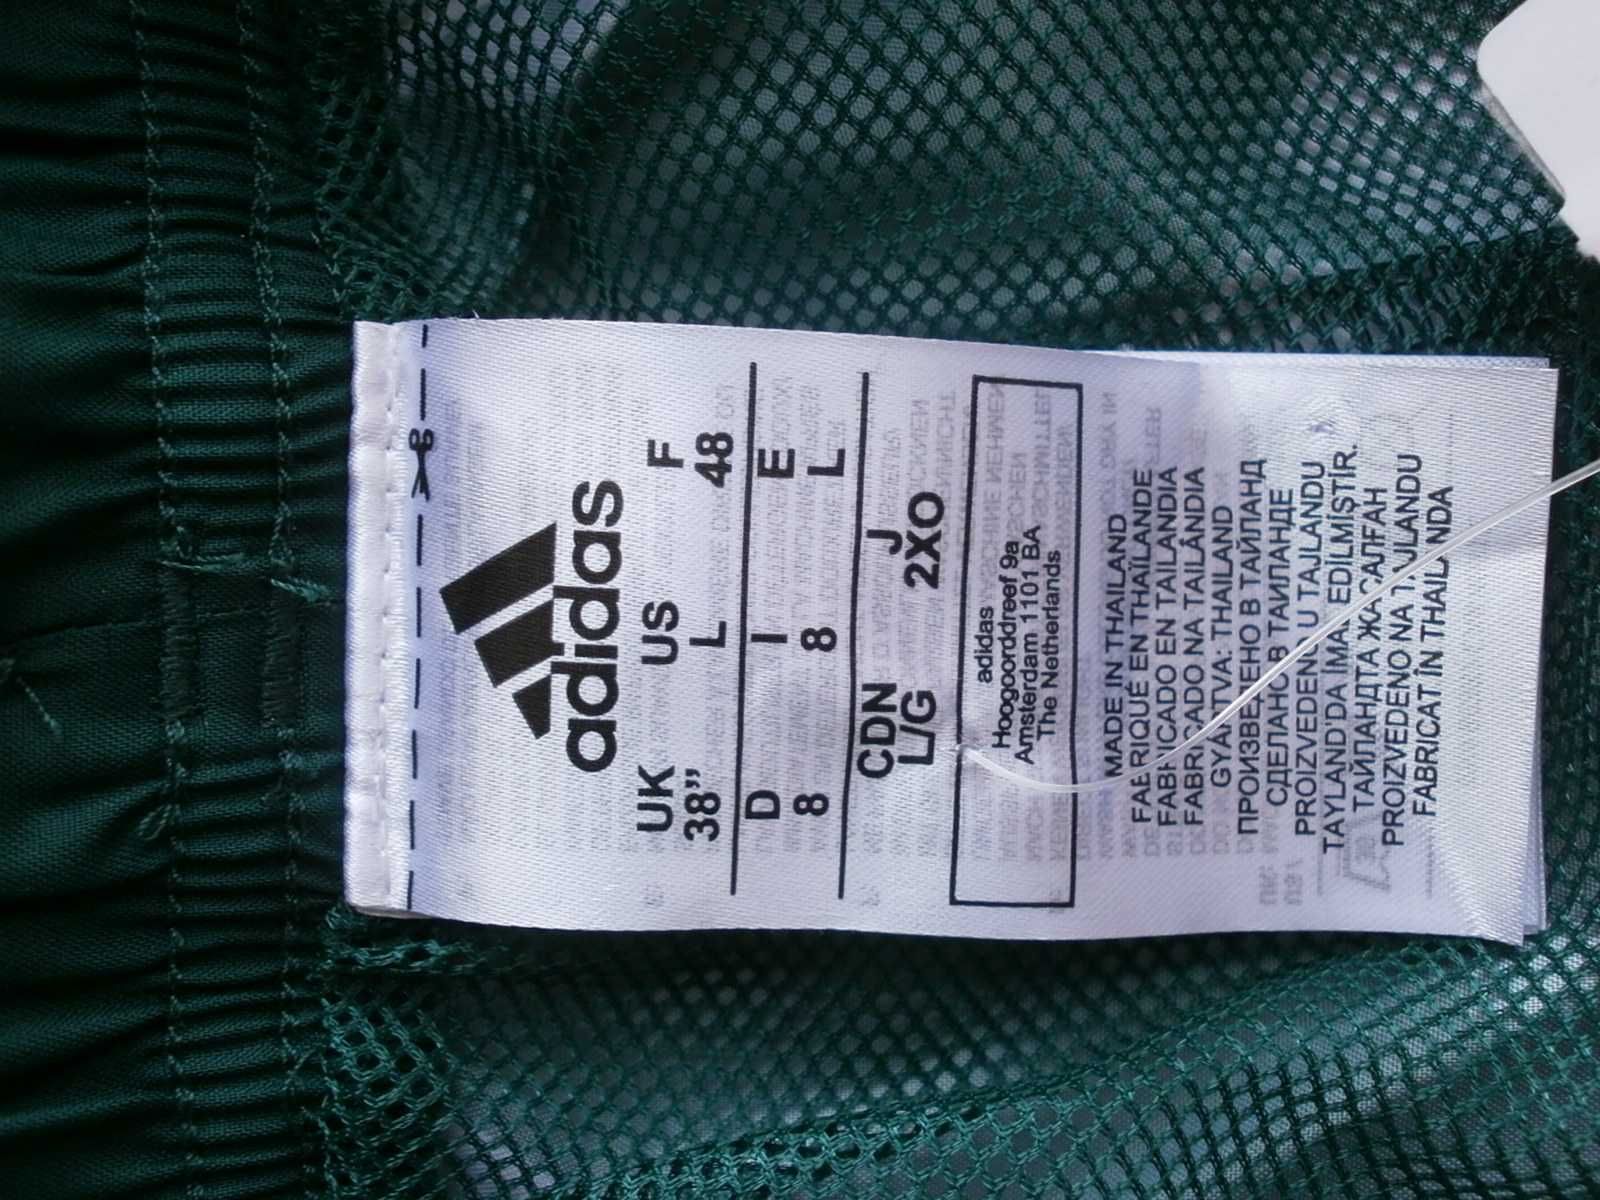 adidas
UK US F
38” L 48
D I E
8 8 L
CDN J
L/G 2XO
adidas
Hoogoorddreef 9a
Amsterdam 1101 BA
The Netherlands
MADE IN THAILAND
FABRIQUÉ EN THAÏLANDE
FABRICADO EN TAILANDIA
FABRICADO NA TAILÂNDIA
GYÁRTVA: THAILAND
ПРОИЗВЕДЕНО В ТАЙЛАНД
СДЕЛАНО В ТАИЛАНДЕ
PROIZVEDENO U TAJLANDU
TAYLAND'DA İMAL EDİLMİŞTİR.
ТАЙЛАНДТА ЖАСАЛҒАН
PROIZVEDENO NA TAJLANDU
FABRICAT ÎN THAILANDA